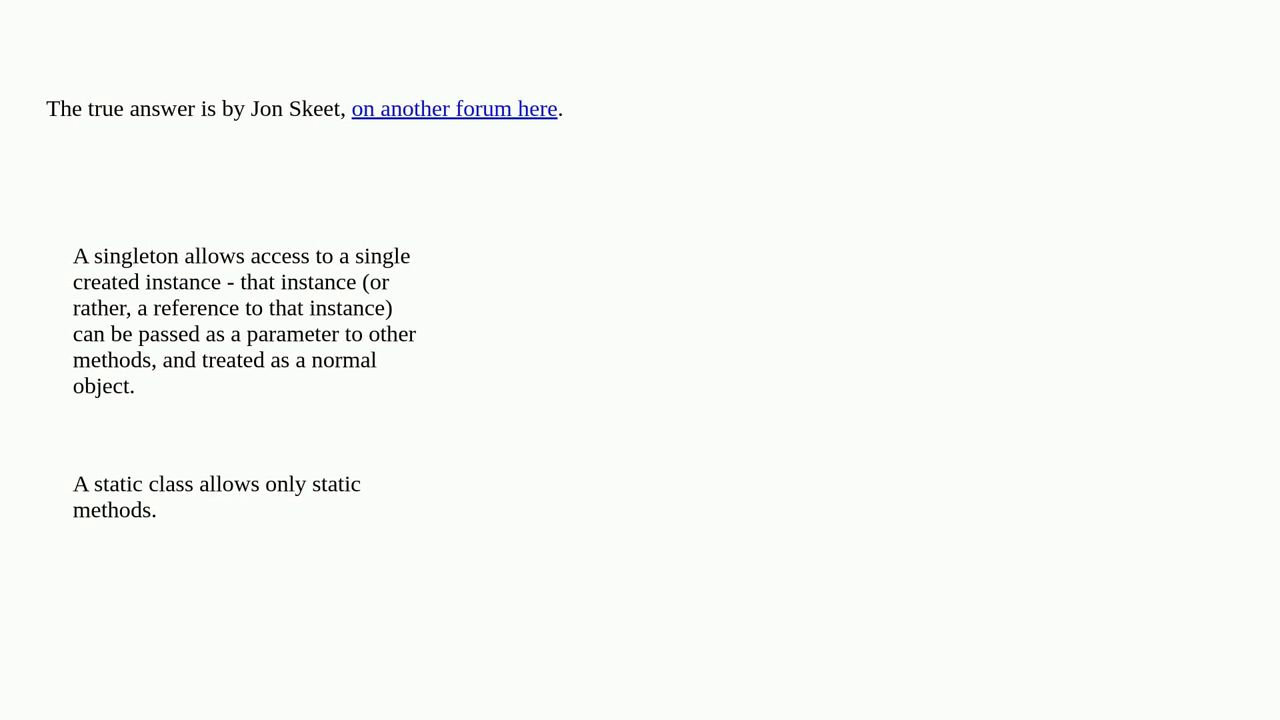 The true answer is by Jon Skeet, on another forum here.
A singleton allows access to a single
created instance - that instance (or
rather, a reference to that instance)
can be passed as a parameter to other
methods, and treated as a normal
object.
A static class allows only static
methods.